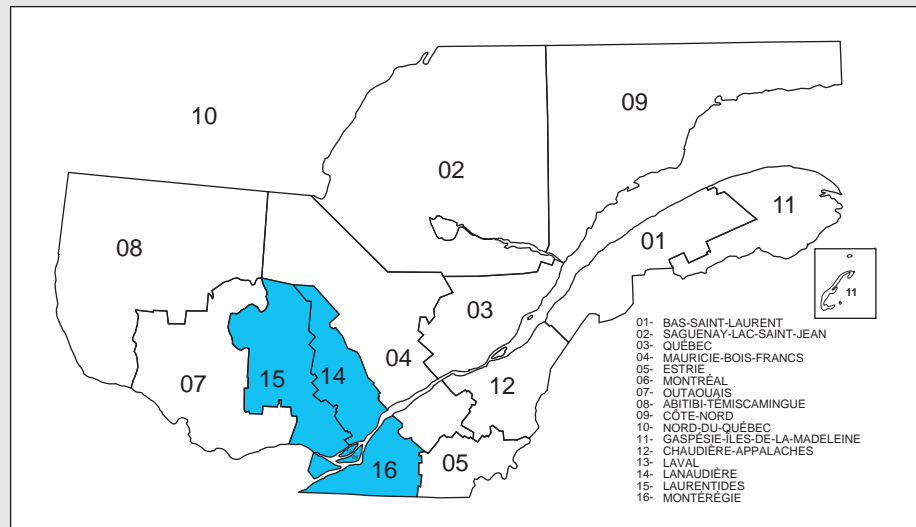 10
09
02
11
01
08
11
03
04
07
15
14
12
16
05
01- BAS-SAINT-LAURENT
02- SAGUENAY-LAC-SAINT-JEAN
03- QUÉBEC
04- MAURICIE-BOIS-FRANCS
05- ESTRIE
06- MONTRÉAL
07- OUTAOUAIS
08- ABITIBI-TÉMISCAMINGUE
09- CÔTE-NORD
10- NORD-DU-QUÉBEC
11- GASPÉSIE-ÎLES-DE-LA-MADELEINE
12- CHAUDIÈRE-APPALACHES
13- LAVAL
14- LANAUDIÈRE
15- LAURENTIDES
16- MONTÉRÉGIE